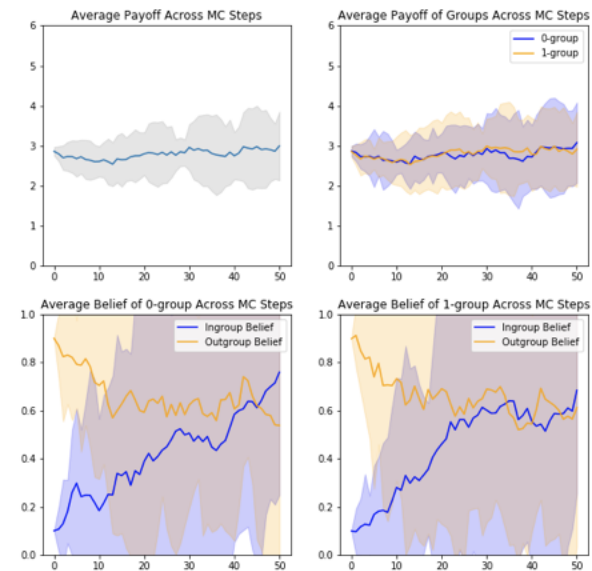 Average Payoff Across MC Steps
6
5
4
3
2
1
0
0 10 20 30 40 50
Average Payoff of Groups Across MC Steps
0-group
1-group
6
5
4
3
2
1
0
0 10 20 30 40 50
Average Belief of 0-group Across MC Steps
Ingroup Belief
Outgroup Belief
1.0
0.8
0.6
0.4
0.2
0.0
0 10 20 30 40 50
Average Belief of 1-group Across MC Steps
Ingroup Belief
Outgroup Belief
1.0
0.8
0.6
0.4
0.2
0.0
0 10 20 30 40 50